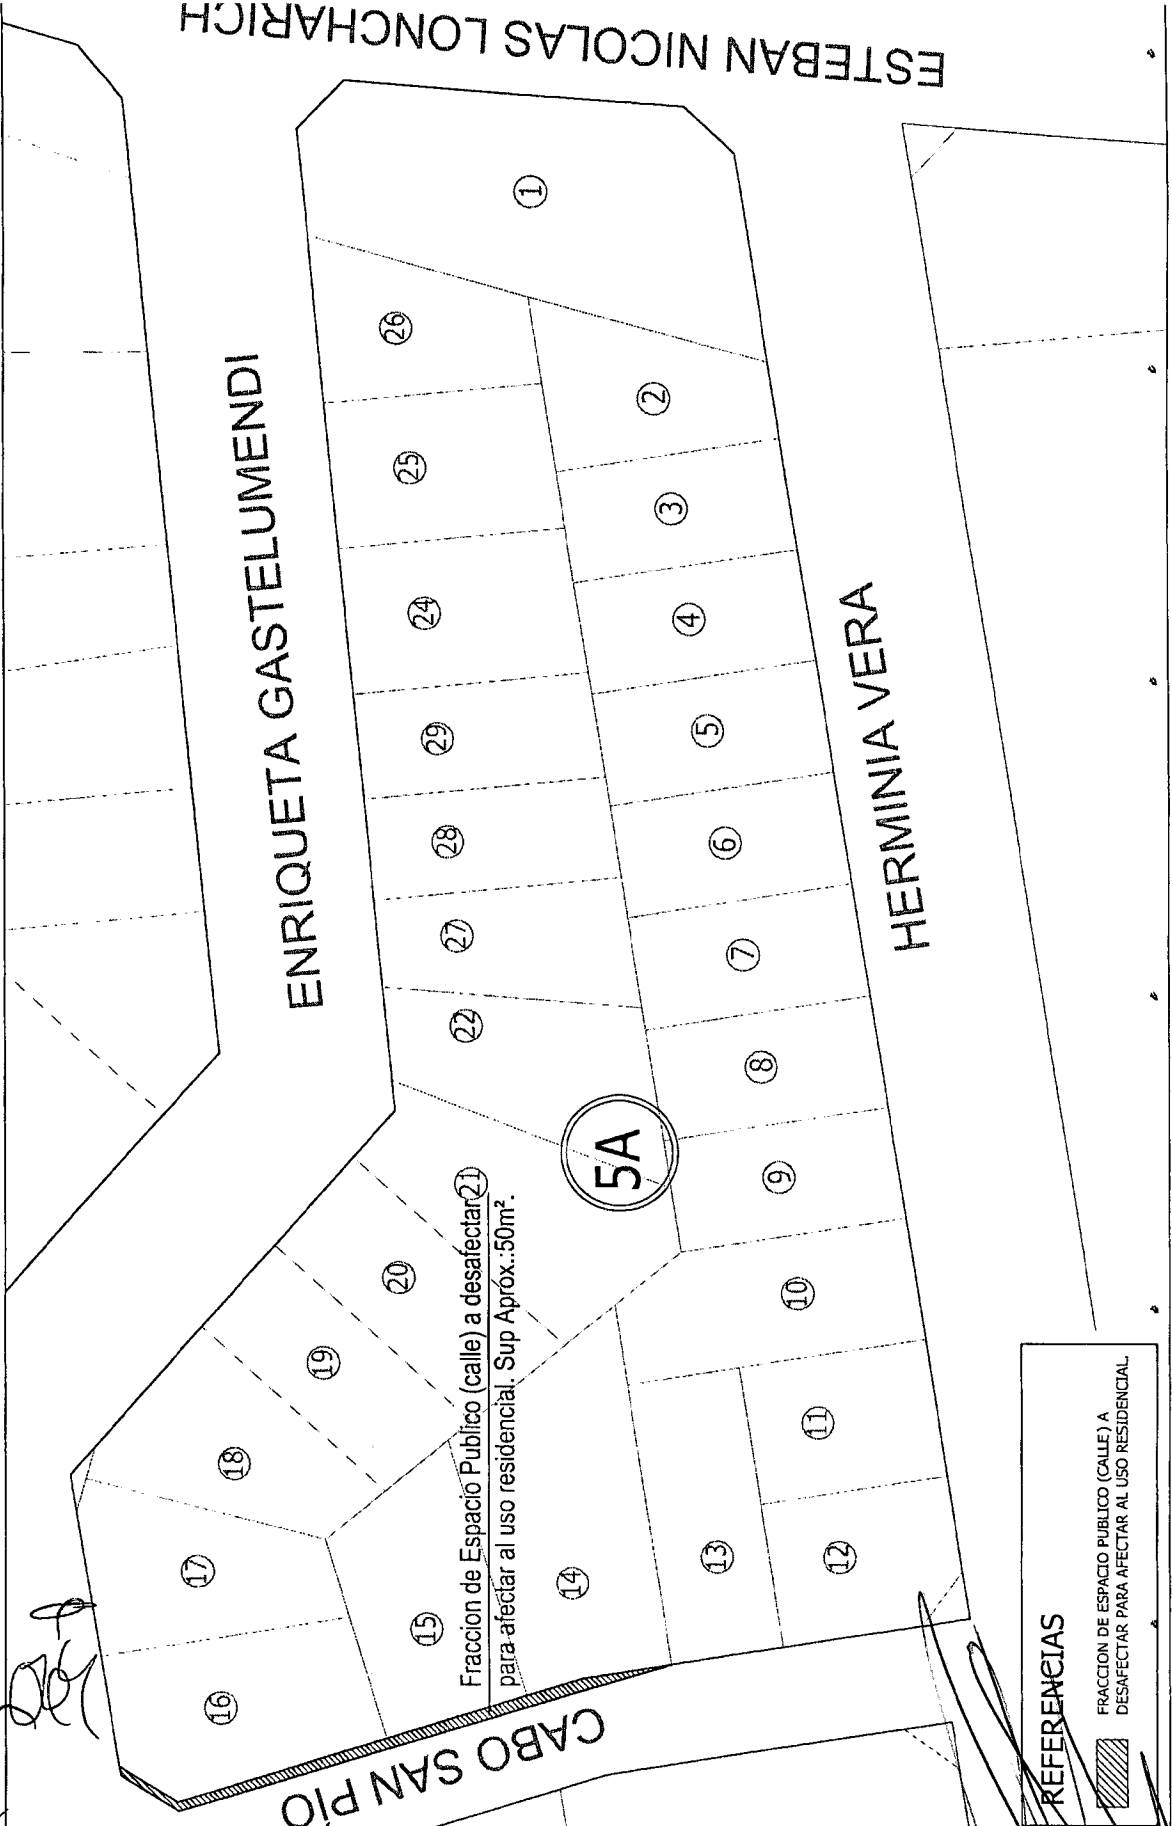 ESTEBAN NICOLAS LONCHARICH
ENRIQUETA GASTELUMENDI
HERMINIA VERA
CABO SAN PÍO
5A
1
2
3
4
5
6
7
8
9
10
11
12
13
14
15
16
17
18
19
20
21
22
27
28
29
24
25
26
Fraccion de Espacio Publico (calle) a desafectar
para afectar al uso residencial. Sup Aprox.:50m².
REFERENCIAS
FRACCION DE ESPACIO PUBLICO (CALLE) A
DESAFECTAR PARA AFECTAR AL USO RESIDENCIAL.